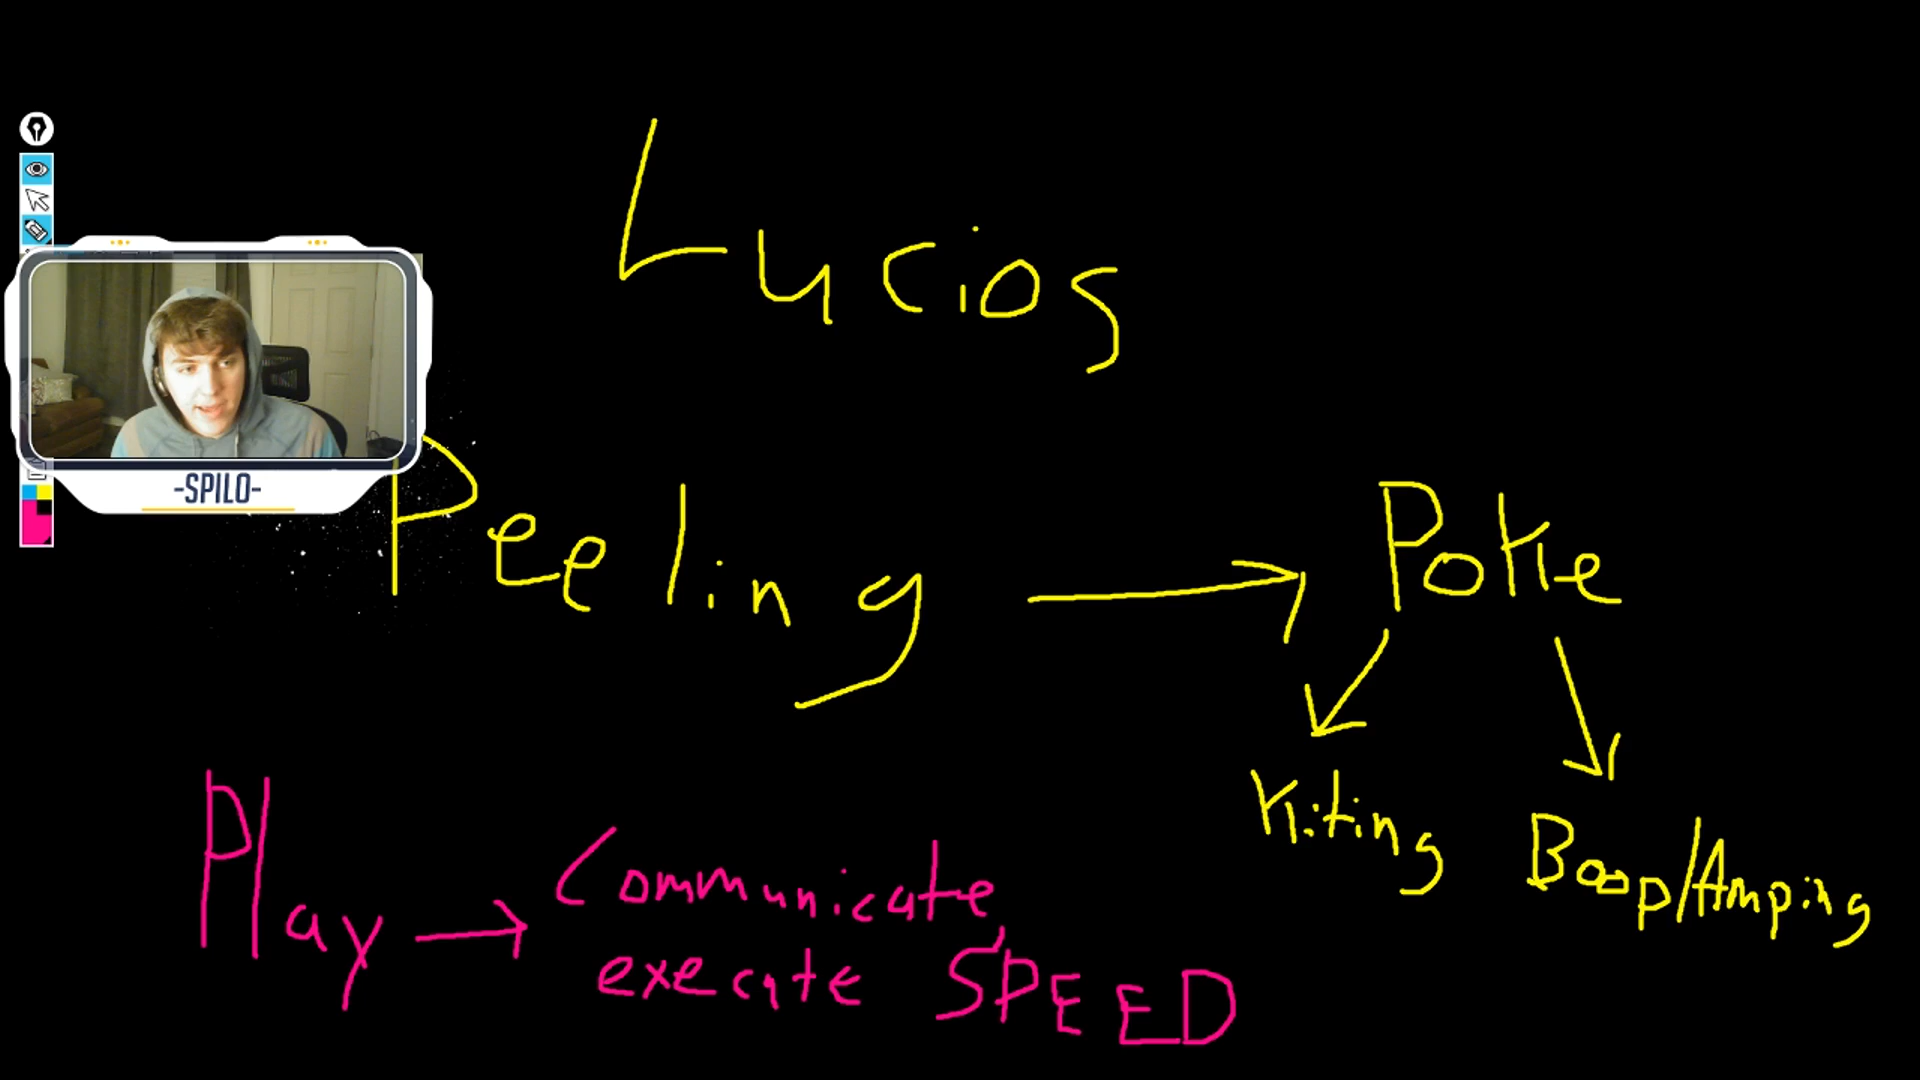 Lucios
-SPILO-
Peeling → Poke
Kiting Boop/Amping
Play → Communicate,
execute SPEED